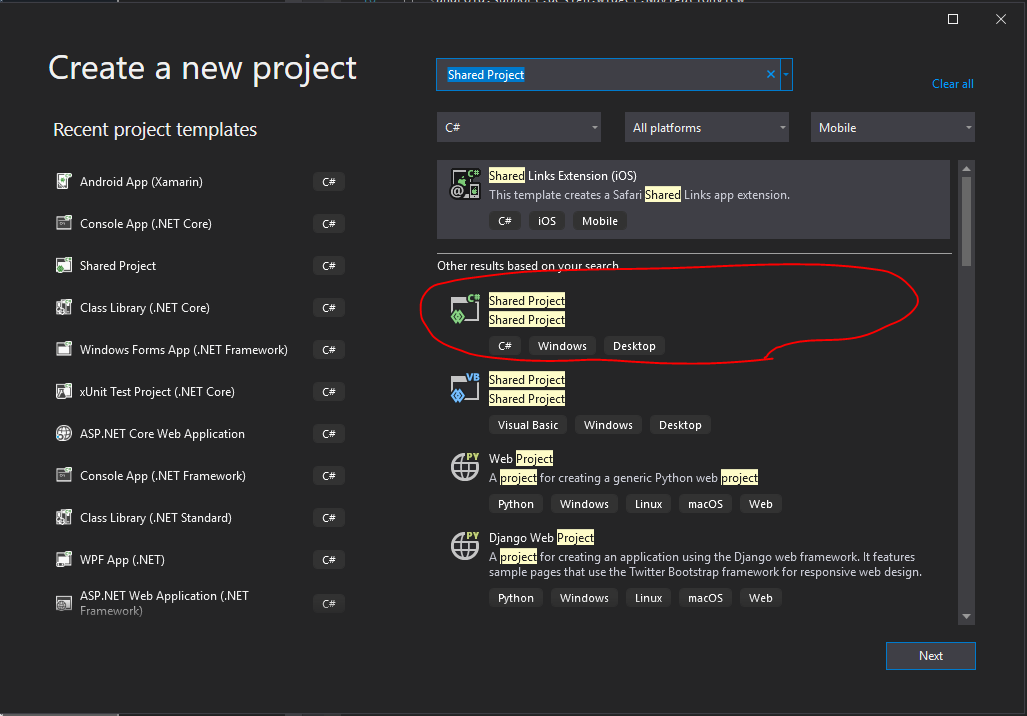 Create a new project
Recent project templates
Android App (Xamarin) C#
Console App (.NET Core) C#
Shared Project C#
Class Library (.NET Core) C#
Windows Forms App (.NET Framework) C#
xUnit Test Project (.NET Core) C#
ASP.NET Core Web Application C#
Console App (.NET Framework) C#
Class Library (.NET Standard) C#
WPF App (.NET) C#
ASP.NET Web Application (.NET
Framework) C#
Shared Project
Clear all
C# All platforms Mobile
C#
Shared Links Extension (iOS)
This template creates a Safari Shared Links app extension.
C# iOS Mobile
Other results based on your search
C#
Shared Project
Shared Project
C# Windows Desktop
VB
Shared Project
Shared Project
Visual Basic Windows Desktop
PY
Web Project
A project for creating a generic Python web project
Python Windows Linux macOS Web
PY
Django Web Project
A project for creating an application using the Django web framework. It features
sample pages that use the Twitter Bootstrap framework for responsive web design.
Python Windows Linux macOS Web
Next